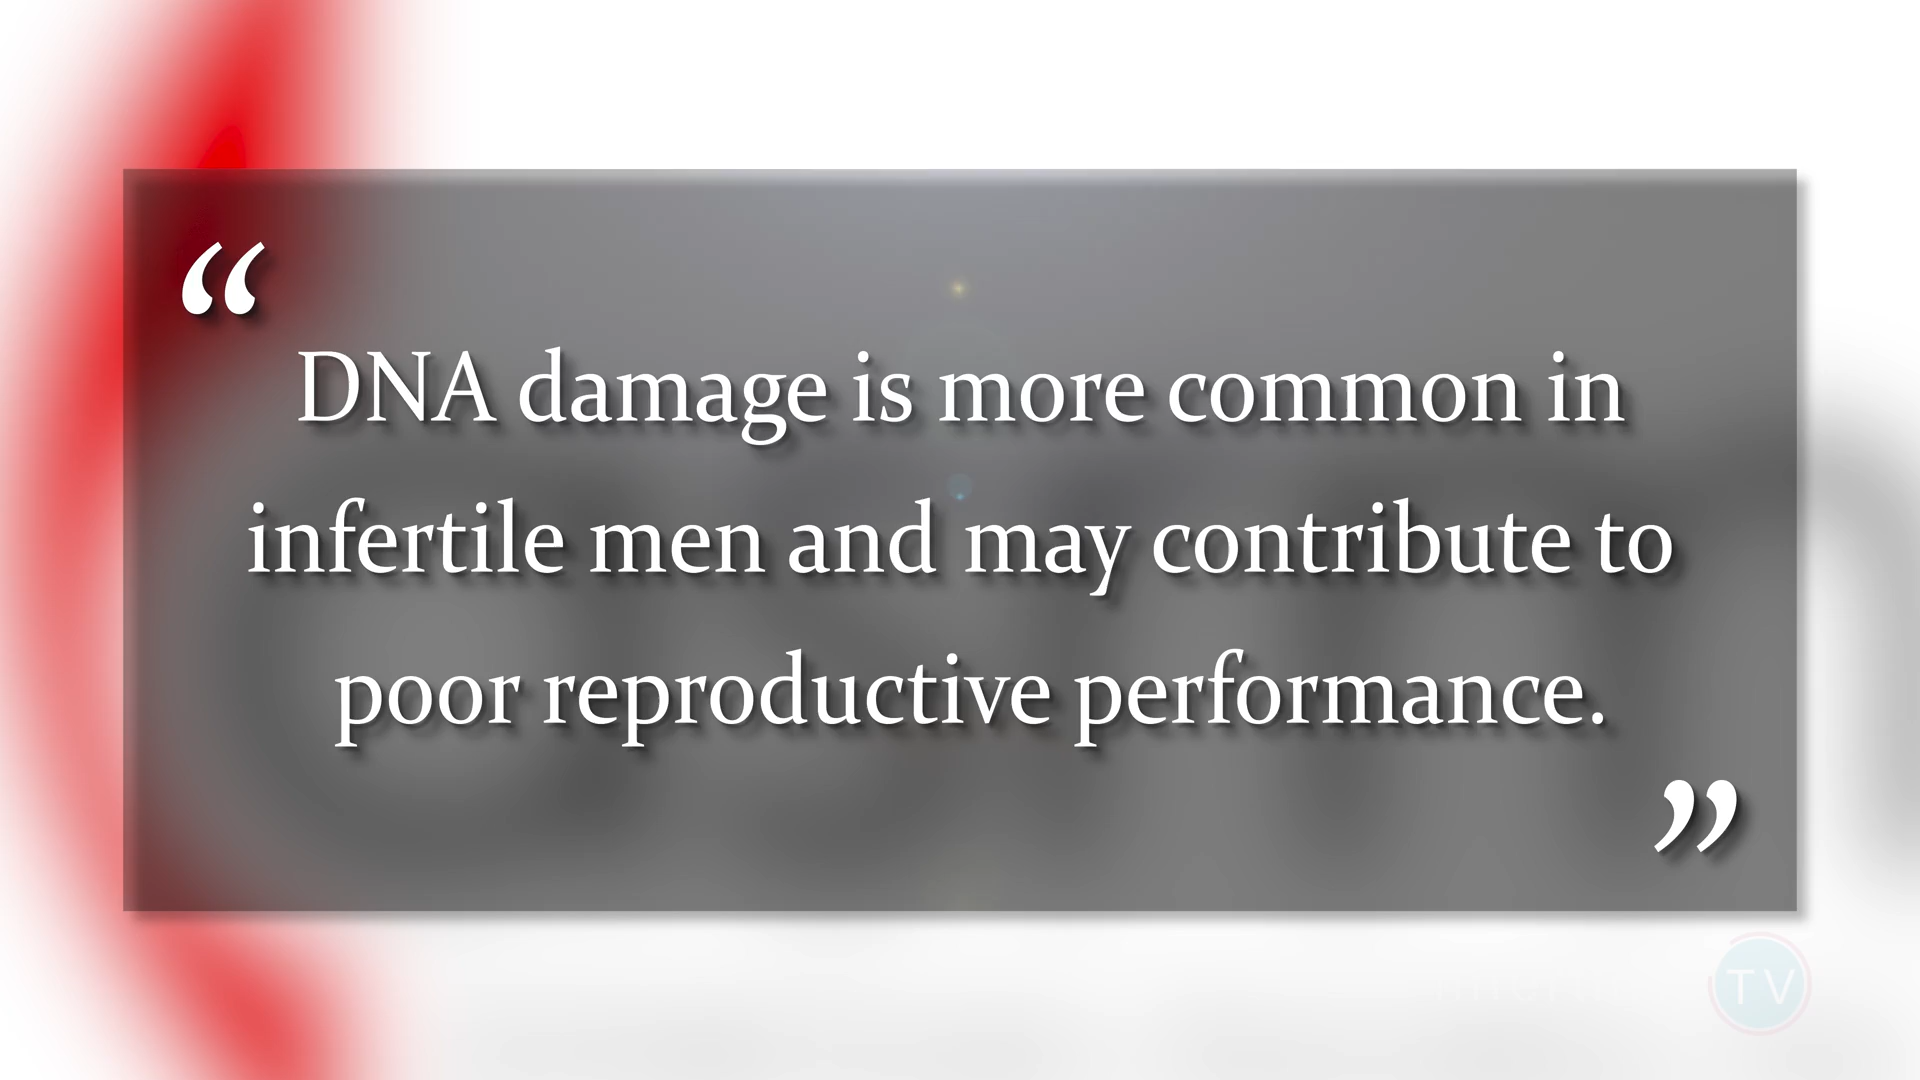 “
DNA damage is more common in
infertile men and may contribute to
poor reproductive performance.
”
TV